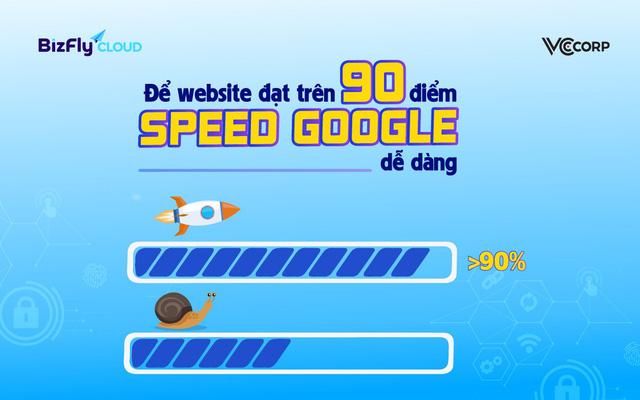 BizFly CLOUD
VCCORP
Để website đạt trên 90 điểm
SPEED GOOGLE
dễ dàng
>90%